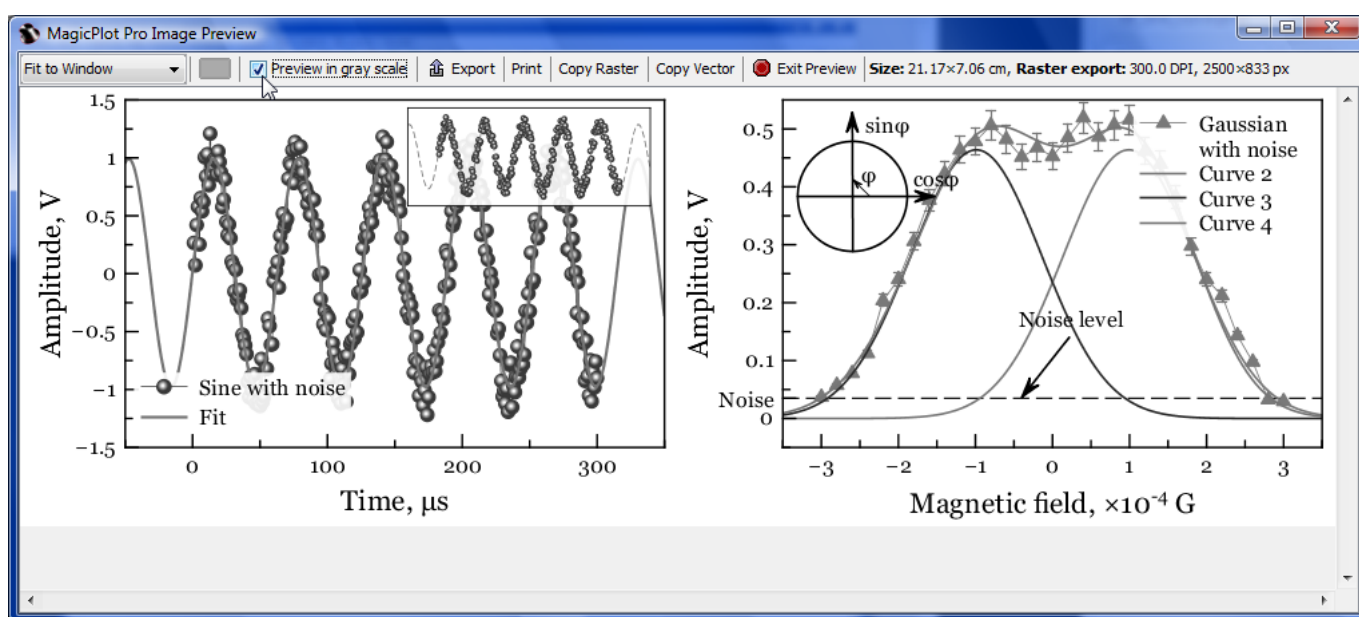 MagicPlot Pro Image Preview
Fit to Window Preview in gray scale Export Print Copy Raster Copy Vector Exit Preview Size: 21.17×7.06 cm, Raster export: 300.0 DPI, 2500×833 px
1.5
1
0.5
0
−0.5
−1
−1.5
Amplitude, V
Sine with noise
Fit
0 100 200 300
Time, µs
0.5
0.4
0.3
0.2
0.1
Noise
0
Amplitude, V
sinφ
φ
cosφ
Gaussian
with noise
Curve 2
Curve 3
Curve 4
Noise level
−3 −2 −1 0 1 2 3
Magnetic field, ×10⁻⁴ G